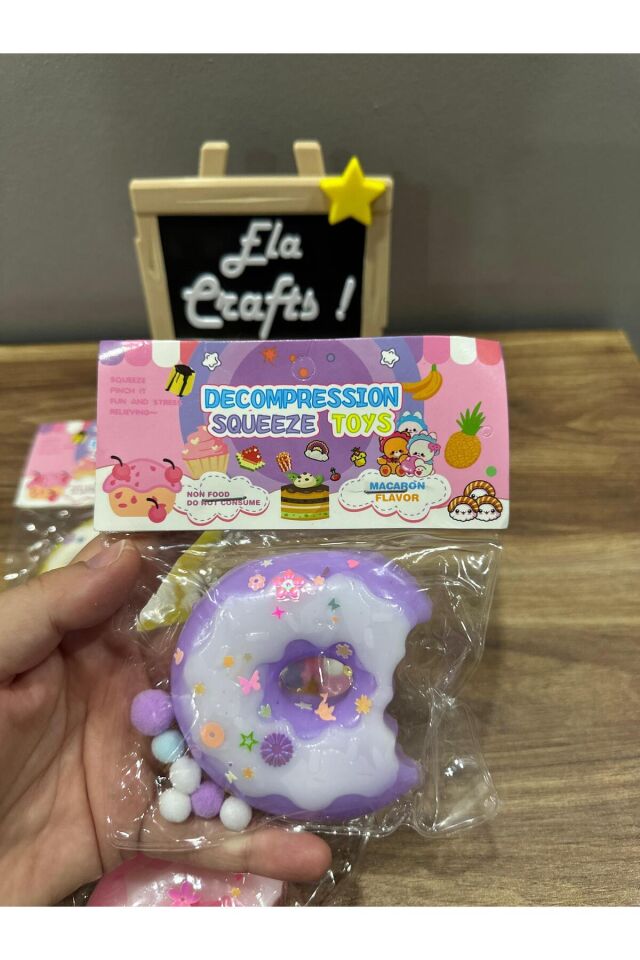 Ela
Crafts !
SQUEEZE
PINCH IT
FUN AND STRESS
RELIEVING~
DECOMPRESSION
SQUEEZE TOYS
NON FOOD
DO NOT CONSUME
MACARON
FLAVOR